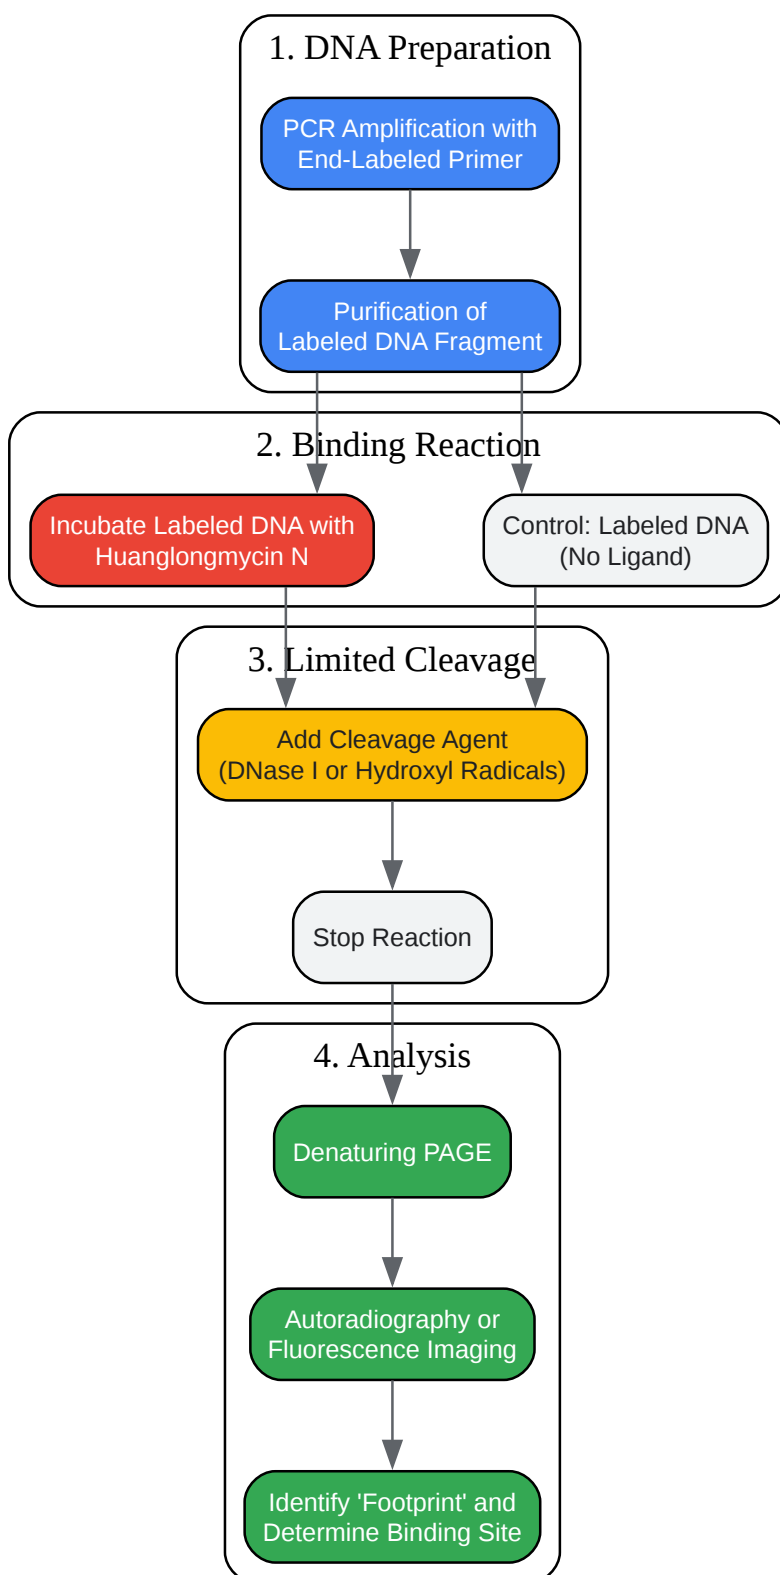 1. DNA Preparation
PCR Amplification with
End-Labeled Primer
Purification of
Labeled DNA Fragment
2. Binding Reaction
Incubate Labeled DNA with
Huanglongmycin N
Control: Labeled DNA
(No Ligand)
3. Limited Cleavage
Add Cleavage Agent
(DNase I or Hydroxyl Radicals)
Stop Reaction
4. Analysis
Denaturing PAGE
Autoradiography or
Fluorescence Imaging
Identify 'Footprint' and
Determine Binding Site